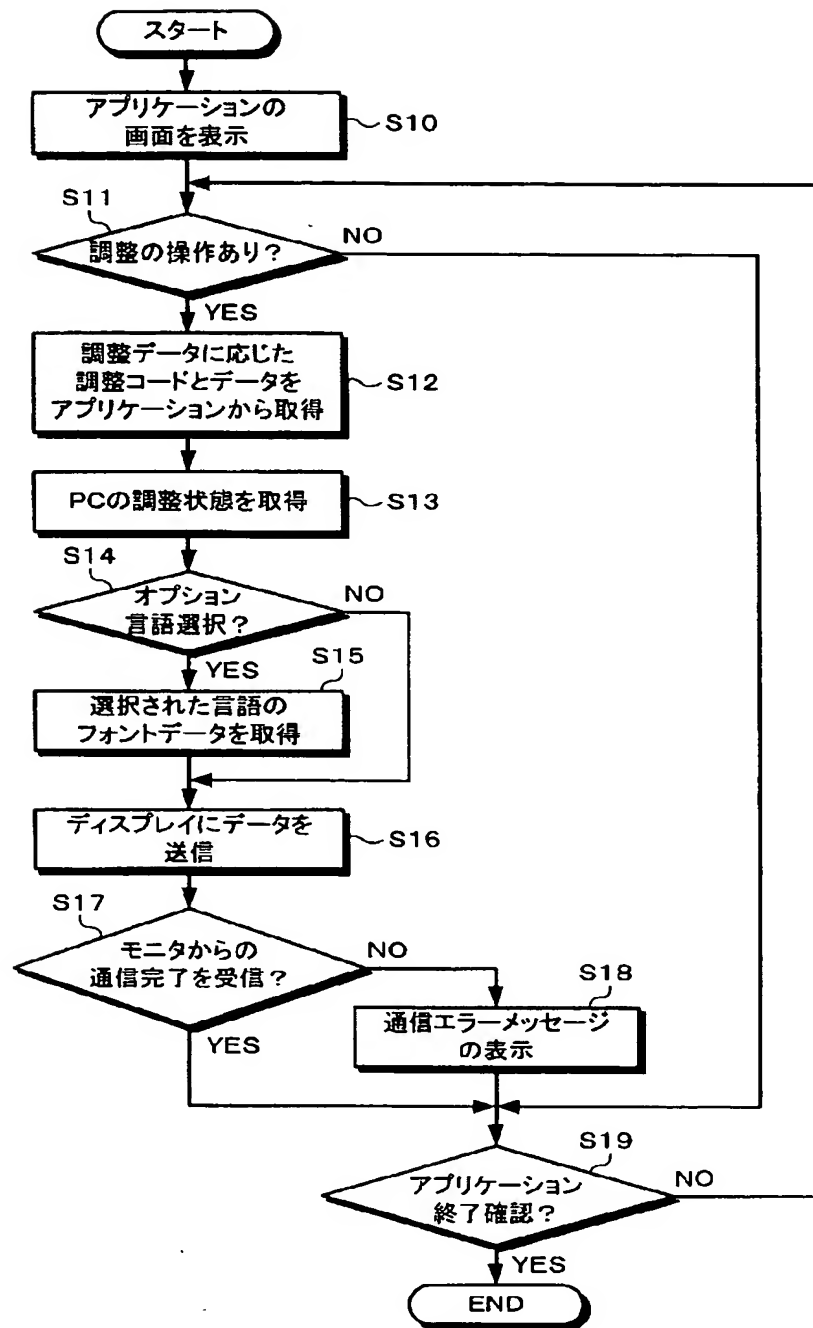 スタート
アプリケーションの
画面を表示
S10
S11
調整の操作あり？
NO
YES
調整データに応じた
調整コードとデータを
アプリケーションから取得
S12
PCの調整状態を取得
S13
S14
オプション
言語選択？
NO
YES
S15
選択された言語の
フォントデータを取得
ディスプレイにデータを
送信
S16
S17
モニタからの
通信完了を受信？
NO
YES
S18
通信エラーメッセージ
の表示
S19
アプリケーション
終了確認？
NO
YES
END